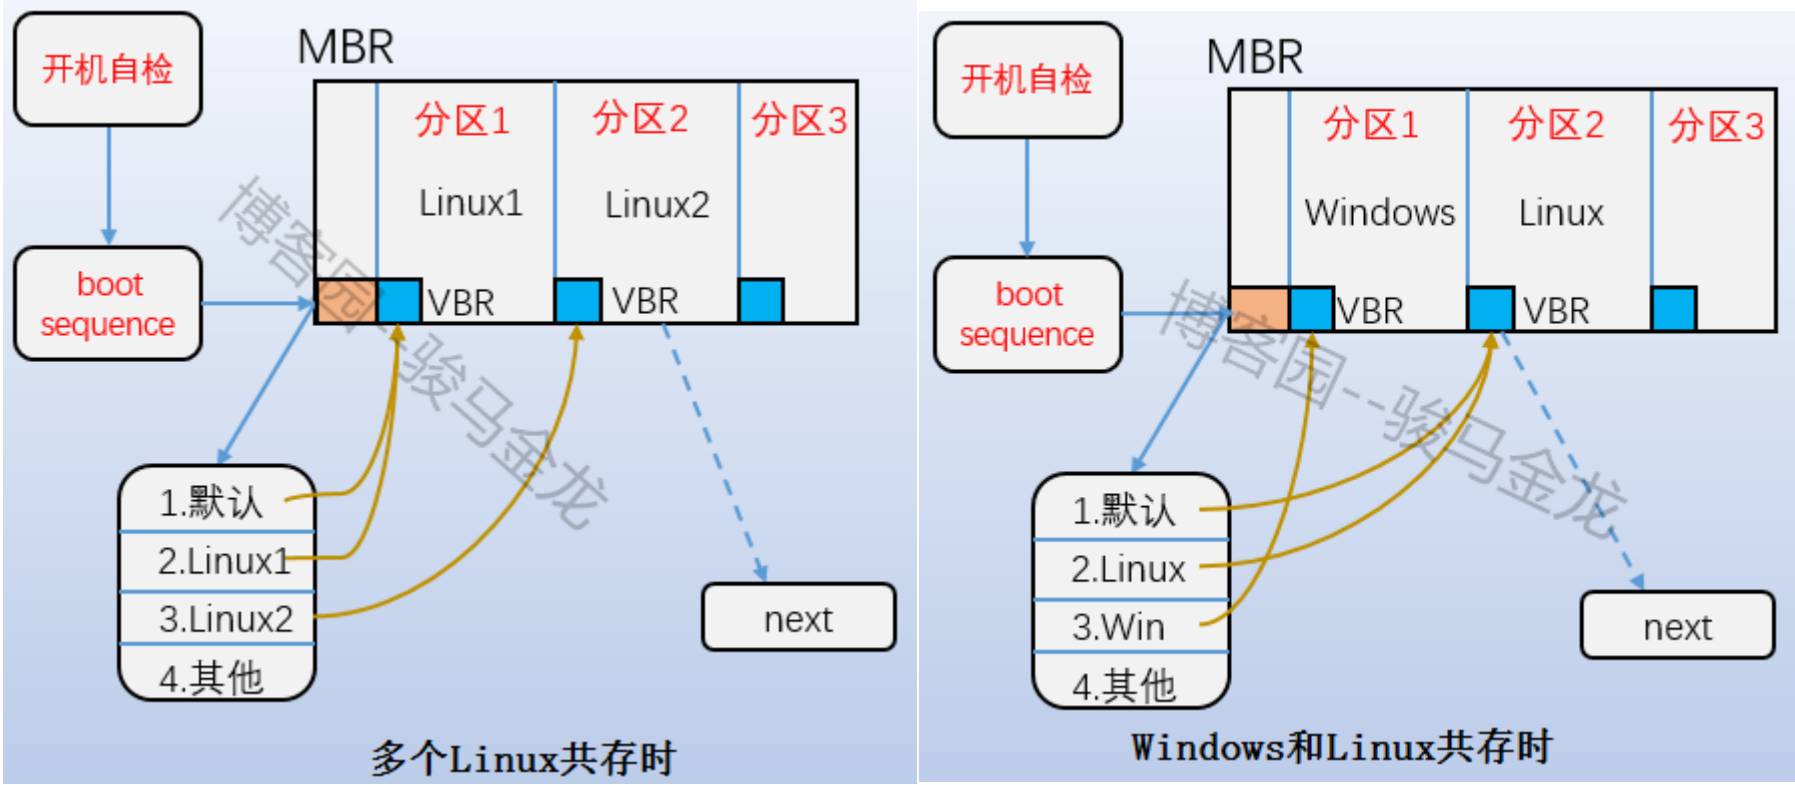 开机自检
MBR
分区1
分区2
分区3
Linux1
Linux2
boot
sequence
VBR
VBR
博客园--骏马金龙
1.默认
2.Linux1
3.Linux2
4.其他
next
多个Linux共存时
开机自检
MBR
分区1
分区2
分区3
Windows
Linux
boot
sequence
VBR
VBR
博客园--骏马金龙
1.默认
2.Linux
3.Win
4.其他
next
Windows和Linux共存时